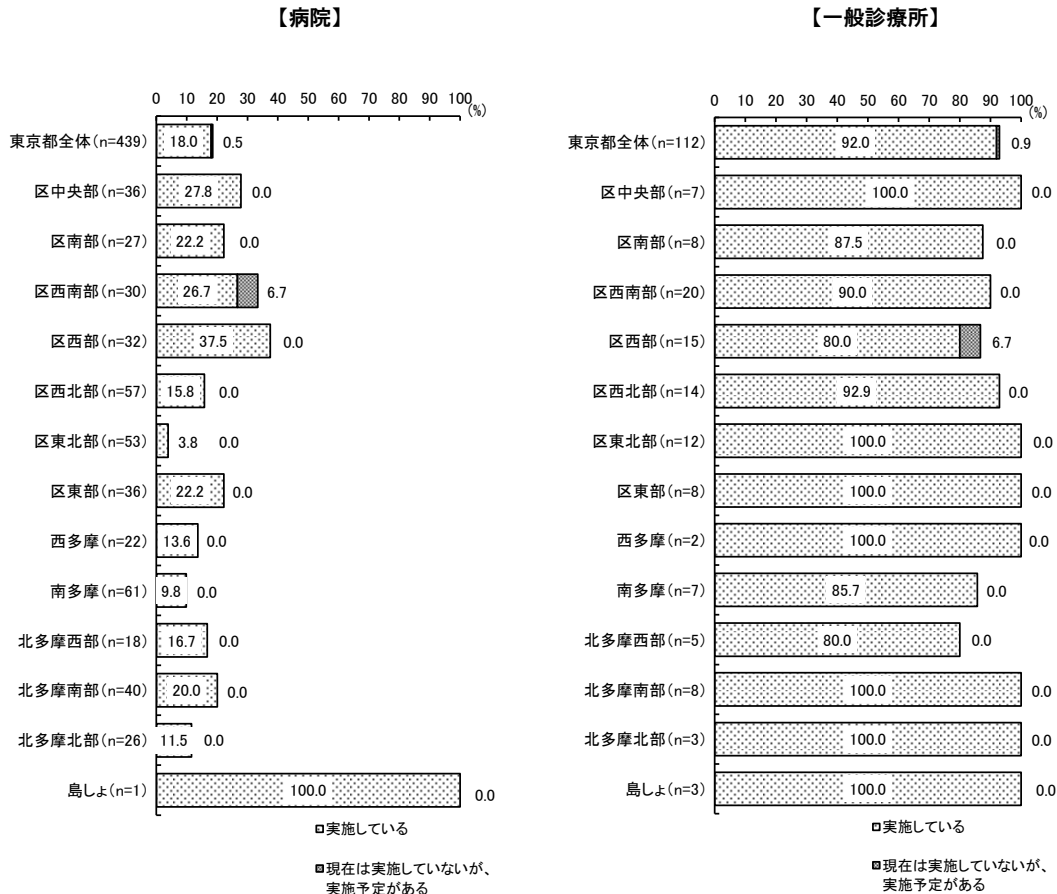 【病院】
0 10 20 30 40 50 60 70 80 90 100
(%)
東京都全体(n=439) 18.0 0.5
区中央部(n=36) 27.8 0.0
区南部(n=27) 22.2 0.0
区西南部(n=30) 26.7 6.7
区西部(n=32) 37.5 0.0
区西北部(n=57) 15.8 0.0
区東北部(n=53) 3.8 0.0
区東部(n=36) 22.2 0.0
西多摩(n=22) 13.6 0.0
南多摩(n=61) 9.8 0.0
北多摩西部(n=18) 16.7 0.0
北多摩南部(n=40) 20.0 0.0
北多摩北部(n=26) 11.5 0.0
島しょ(n=1) 100.0 0.0
実施している
現在は実施していないが、
実施予定がある
【一般診療所】
0 10 20 30 40 50 60 70 80 90 100
(%)
東京都全体(n=112) 92.0 0.9
区中央部(n=7) 100.0 0.0
区南部(n=8) 87.5 0.0
区西南部(n=20) 90.0 0.0
区西部(n=15) 80.0 6.7
区西北部(n=14) 92.9 0.0
区東北部(n=12) 100.0 0.0
区東部(n=8) 100.0 0.0
西多摩(n=2) 100.0 0.0
南多摩(n=7) 85.7 0.0
北多摩西部(n=5) 80.0 0.0
北多摩南部(n=8) 100.0 0.0
北多摩北部(n=3) 100.0 0.0
島しょ(n=3) 100.0 0.0
実施している
現在は実施していないが、
実施予定がある